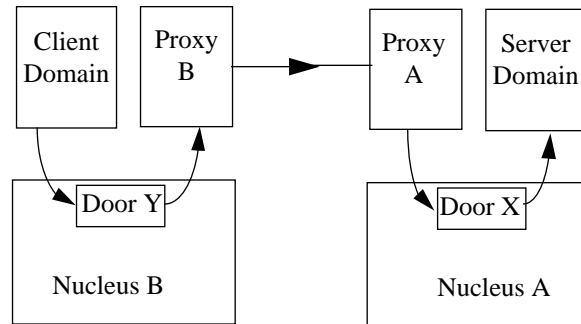 Client
Domain
Proxy
B
Proxy
A
Server
Domain
Door Y
Door X
Nucleus B
Nucleus A